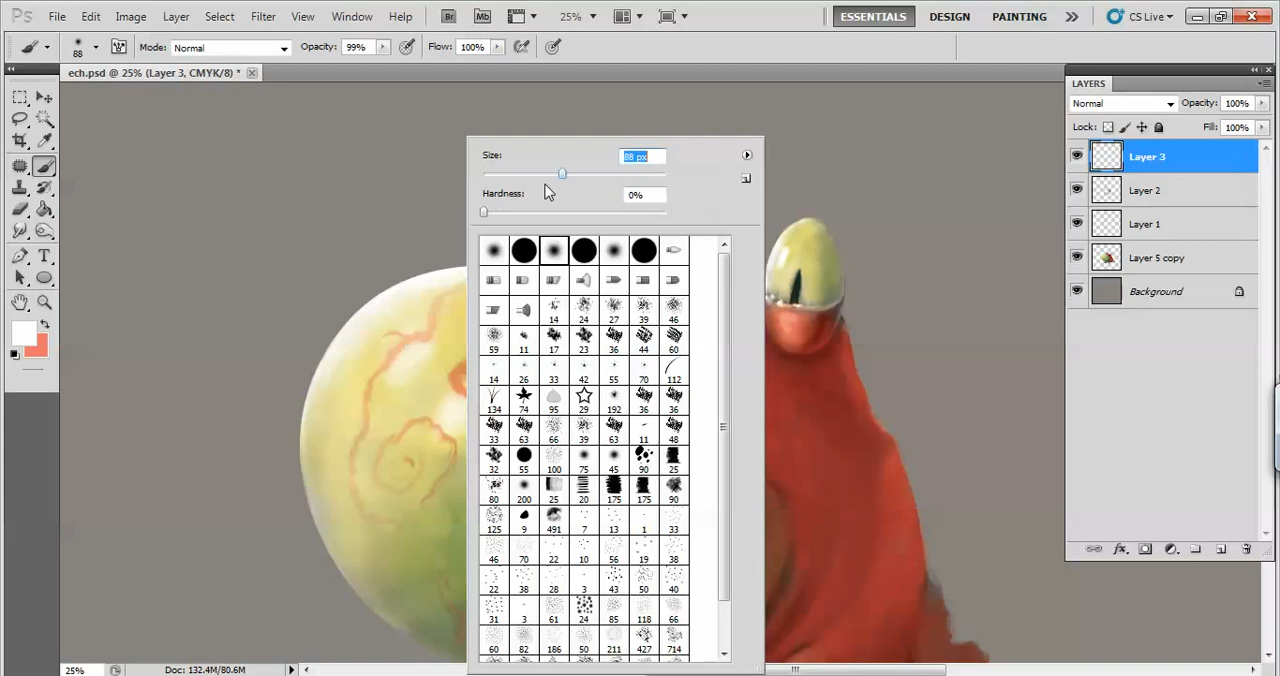 Ps File Edit Image Layer Select Filter View Window Help Br Mb 25% ESSENTIALS DESIGN PAINTING CS Live
88 Mode: Normal Opacity: 99% Flow: 100%
ech.psd @ 25% (Layer 3, CMYK/8) *
LAYERS
Normal Opacity: 100%
Lock: Fill: 100%
Layer 3
Layer 2
Layer 1
Layer 5 copy
Background
Size: 88 px
Hardness: 0%
14 24 27 39 46
59 11 17 23 36 44 60
14 26 33 42 55 70 112
134 74 95 29 192 36 36
33 63 66 39 63 11 48
32 55 100 75 45 90 25
80 200 25 20 175 175 90
125 9 491 7 13 1 33
46 70 22 10 56 19 38
22 38 28 3 43 50 40
31 3 61 24 85 118 66
60 82 186 50 211 427 714
25% Doc: 132.4M/80.6M